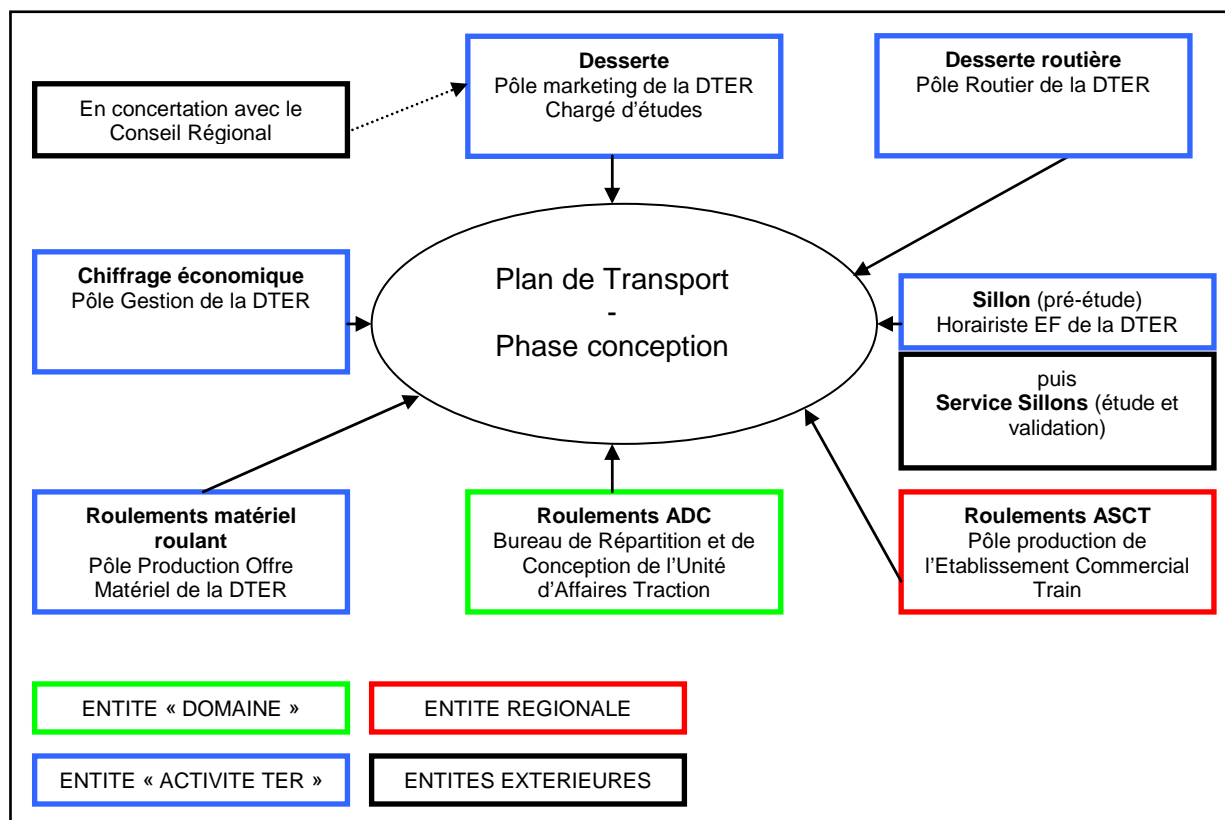 Desserte
Pôle marketing de la DTER
Chargé d'études
Desserte routière
Pôle Routier de la DTER
En concertation avec le
Conseil Régional
Chiffrage économique
Pôle Gestion de la DTER
Plan de Transport
-
Phase conception
Sillon (pré-étude)
Horairiste EF de la DTER
puis
Service Sillons (étude et
validation)
Roulements matériel
roulant
Pôle Production Offre
Matériel de la DTER
Roulements ADC
Bureau de Répartition et de
Conception de l'Unité
d'Affaires Traction
Roulements ASCT
Pôle production de
l'Etablissement Commercial
Train
ENTITE « DOMAINE »
ENTITE REGIONALE
ENTITE « ACTIVITE TER »
ENTITES EXTERIEURES